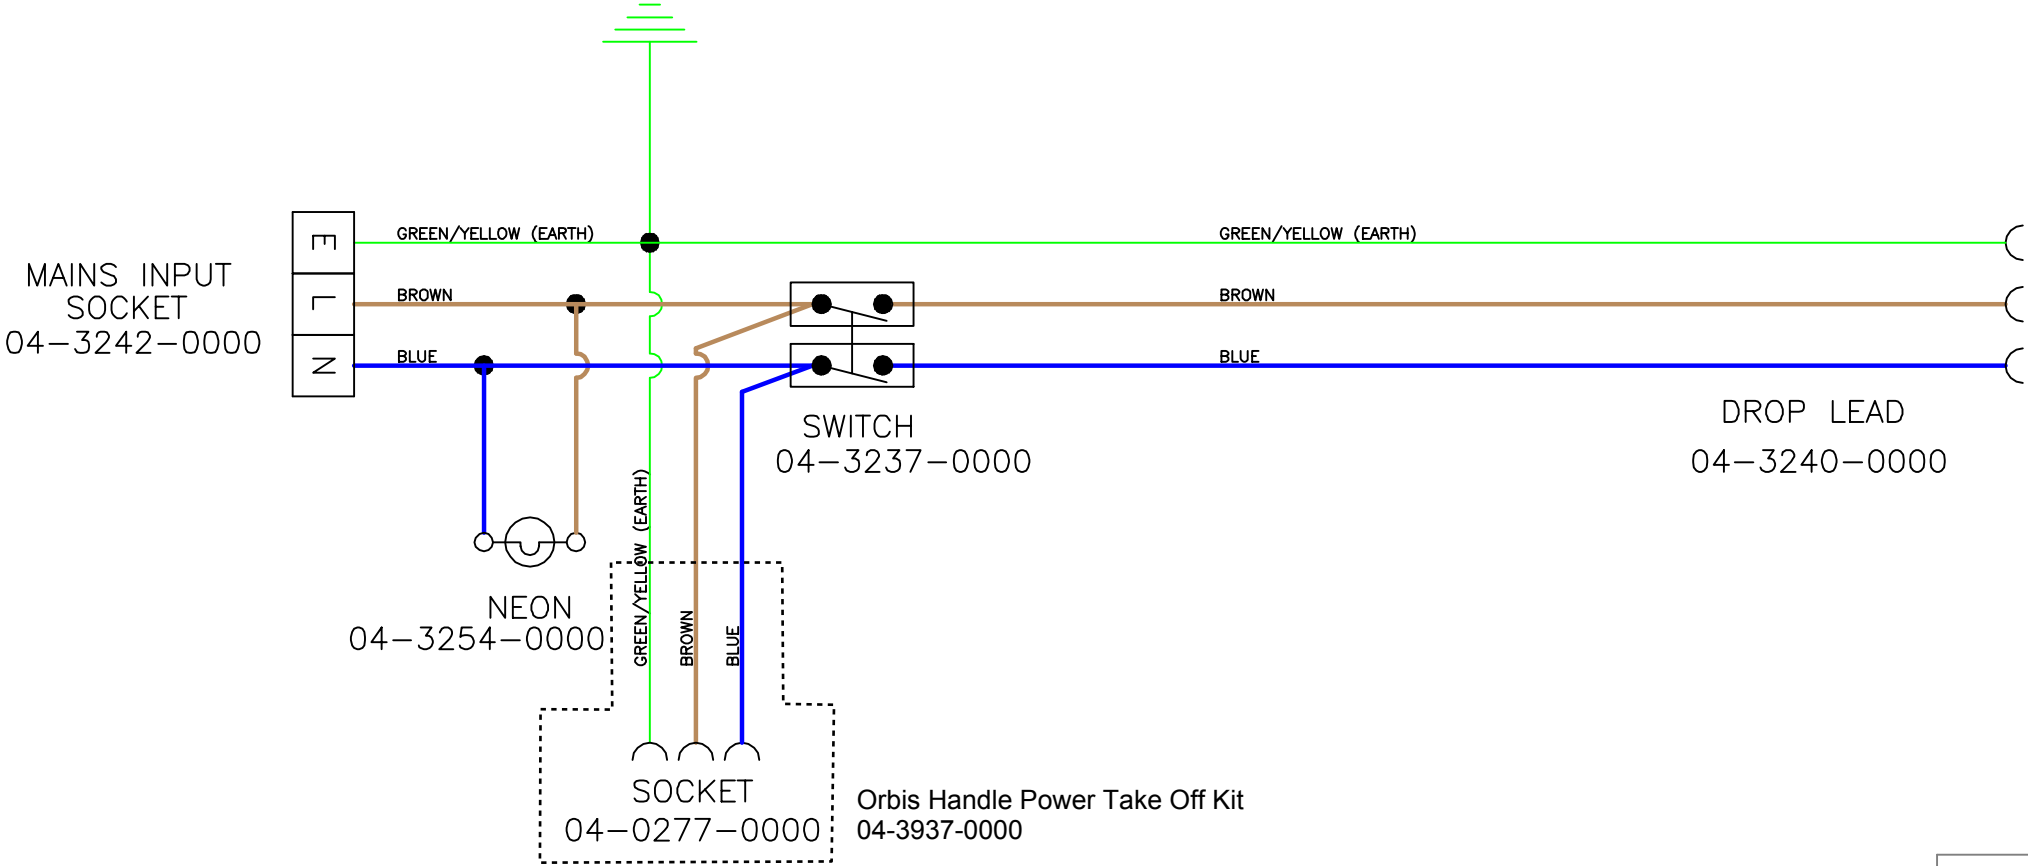 GREEN/YELLOW (EARTH)
GREEN/YELLOW (EARTH)
E
MAINS INPUT
SOCKET
04-3242-0000
L
BROWN
BROWN
N
BLUE
BLUE
SWITCH
04-3237-0000
DROP LEAD
04-3240-0000
NEON
04-3254-0000
GREEN/YELLOW (EARTH)
BROWN
BLUE
SOCKET
04-0277-0000
Orbis Handle Power Take Off Kit
04-3937-0000